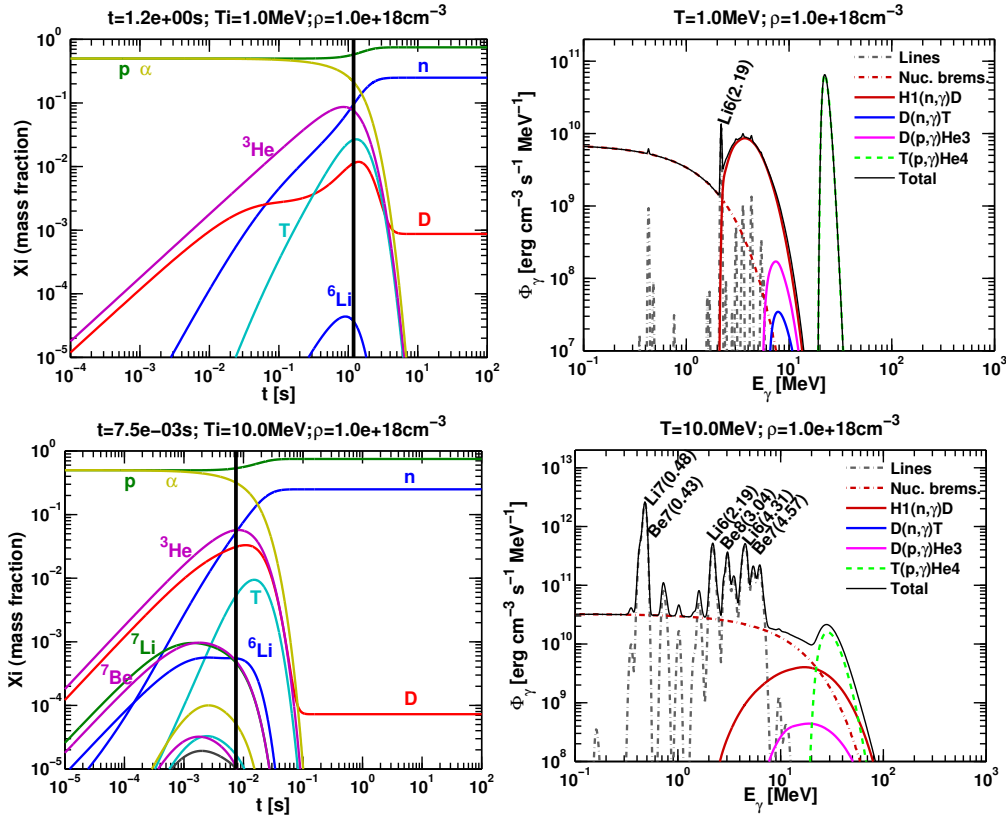 t=1.2e+00s; Ti=1.0MeV;ρ=1.0e+18cm⁻³
Xi (mass fraction)
10⁰
10⁻¹
10⁻²
10⁻³
10⁻⁴
10⁻⁵
p α
n
³He
D
T
⁶Li
10⁻⁴ 10⁻³ 10⁻² 10⁻¹ 10⁰ 10¹ 10²
t [s]
T=1.0MeV; ρ=1.0e+18cm⁻³
Φγ [erg cm⁻³ s⁻¹ MeV⁻¹]
10¹¹
10¹⁰
10⁹
10⁸
10⁷
Li6(2.19)
Lines
Nuc. brems.
H1(n,γ)D
D(n,γ)T
D(p,γ)He3
T(p,γ)He4
Total
10⁻¹ 10⁰ 10¹ 10² 10³
Eγ [MeV]
t=7.5e−03s; Ti=10.0MeV;ρ=1.0e+18cm⁻³
Xi (mass fraction)
10⁰
10⁻¹
10⁻²
10⁻³
10⁻⁴
10⁻⁵
p α
n
³He
T
⁷Li
⁶Li
⁷Be
D
10⁻⁵ 10⁻⁴ 10⁻³ 10⁻² 10⁻¹ 10⁰ 10¹ 10²
t [s]
T=10.0MeV; ρ=1.0e+18cm⁻³
Φγ [erg cm⁻³ s⁻¹ MeV⁻¹]
10¹³
10¹²
10¹¹
10¹⁰
10⁹
10⁸
Li7(0.48)
Be7(0.43)
Li6(2.19)
Be8(3.04)
Li6(4.31)
Be7(4.57)
Lines
Nuc. brems.
H1(n,γ)D
D(n,γ)T
D(p,γ)He3
T(p,γ)He4
Total
10⁻¹ 10⁰ 10¹ 10² 10³
Eγ [MeV]